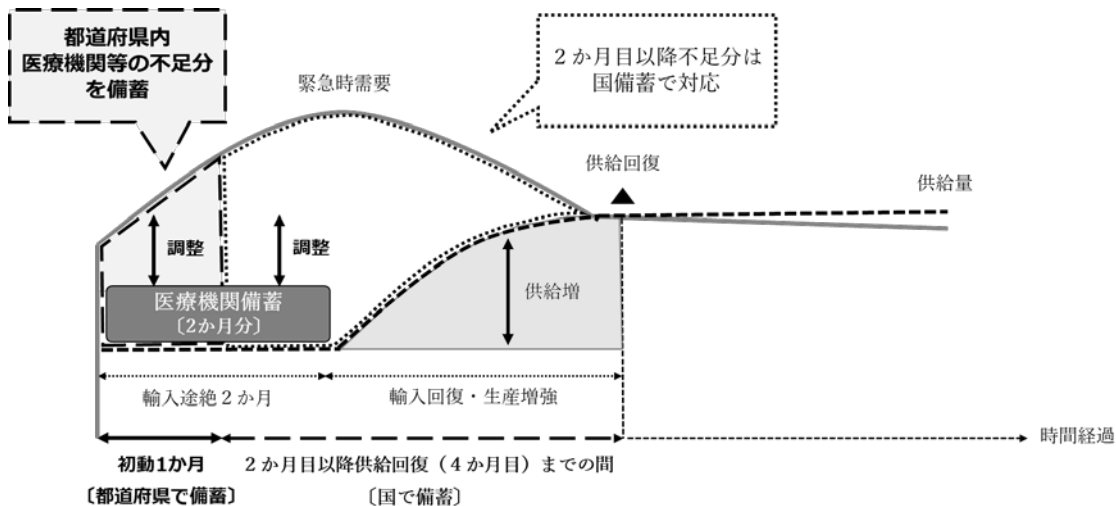 都道府県内
医療機関等の不足分
を備蓄
緊急時需要
2か月目以降不足分は
国備蓄で対応
供給回復
供給量
調整
調整
医療機関備蓄
〔2か月分〕
供給増
輸入途絶2か月
輸入回復・生産増強
時間経過
初動1か月
〔都道府県で備蓄〕
2か月目以降供給回復（4か月目）までの間
〔国で備蓄〕